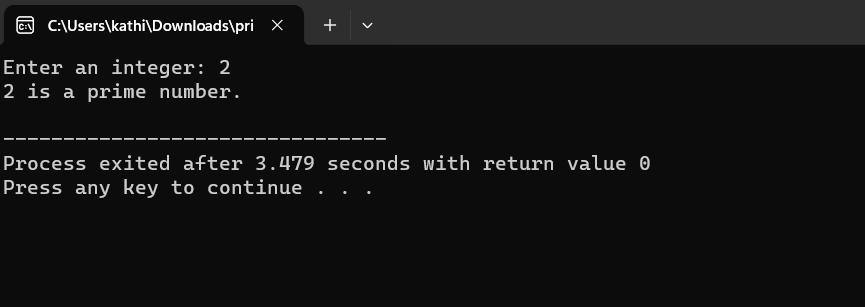 C:\Users\kathi\Downloads\pri
Enter an integer: 2
2 is a prime number.
--------------------------------
Process exited after 3.479 seconds with return value 0
Press any key to continue . . .